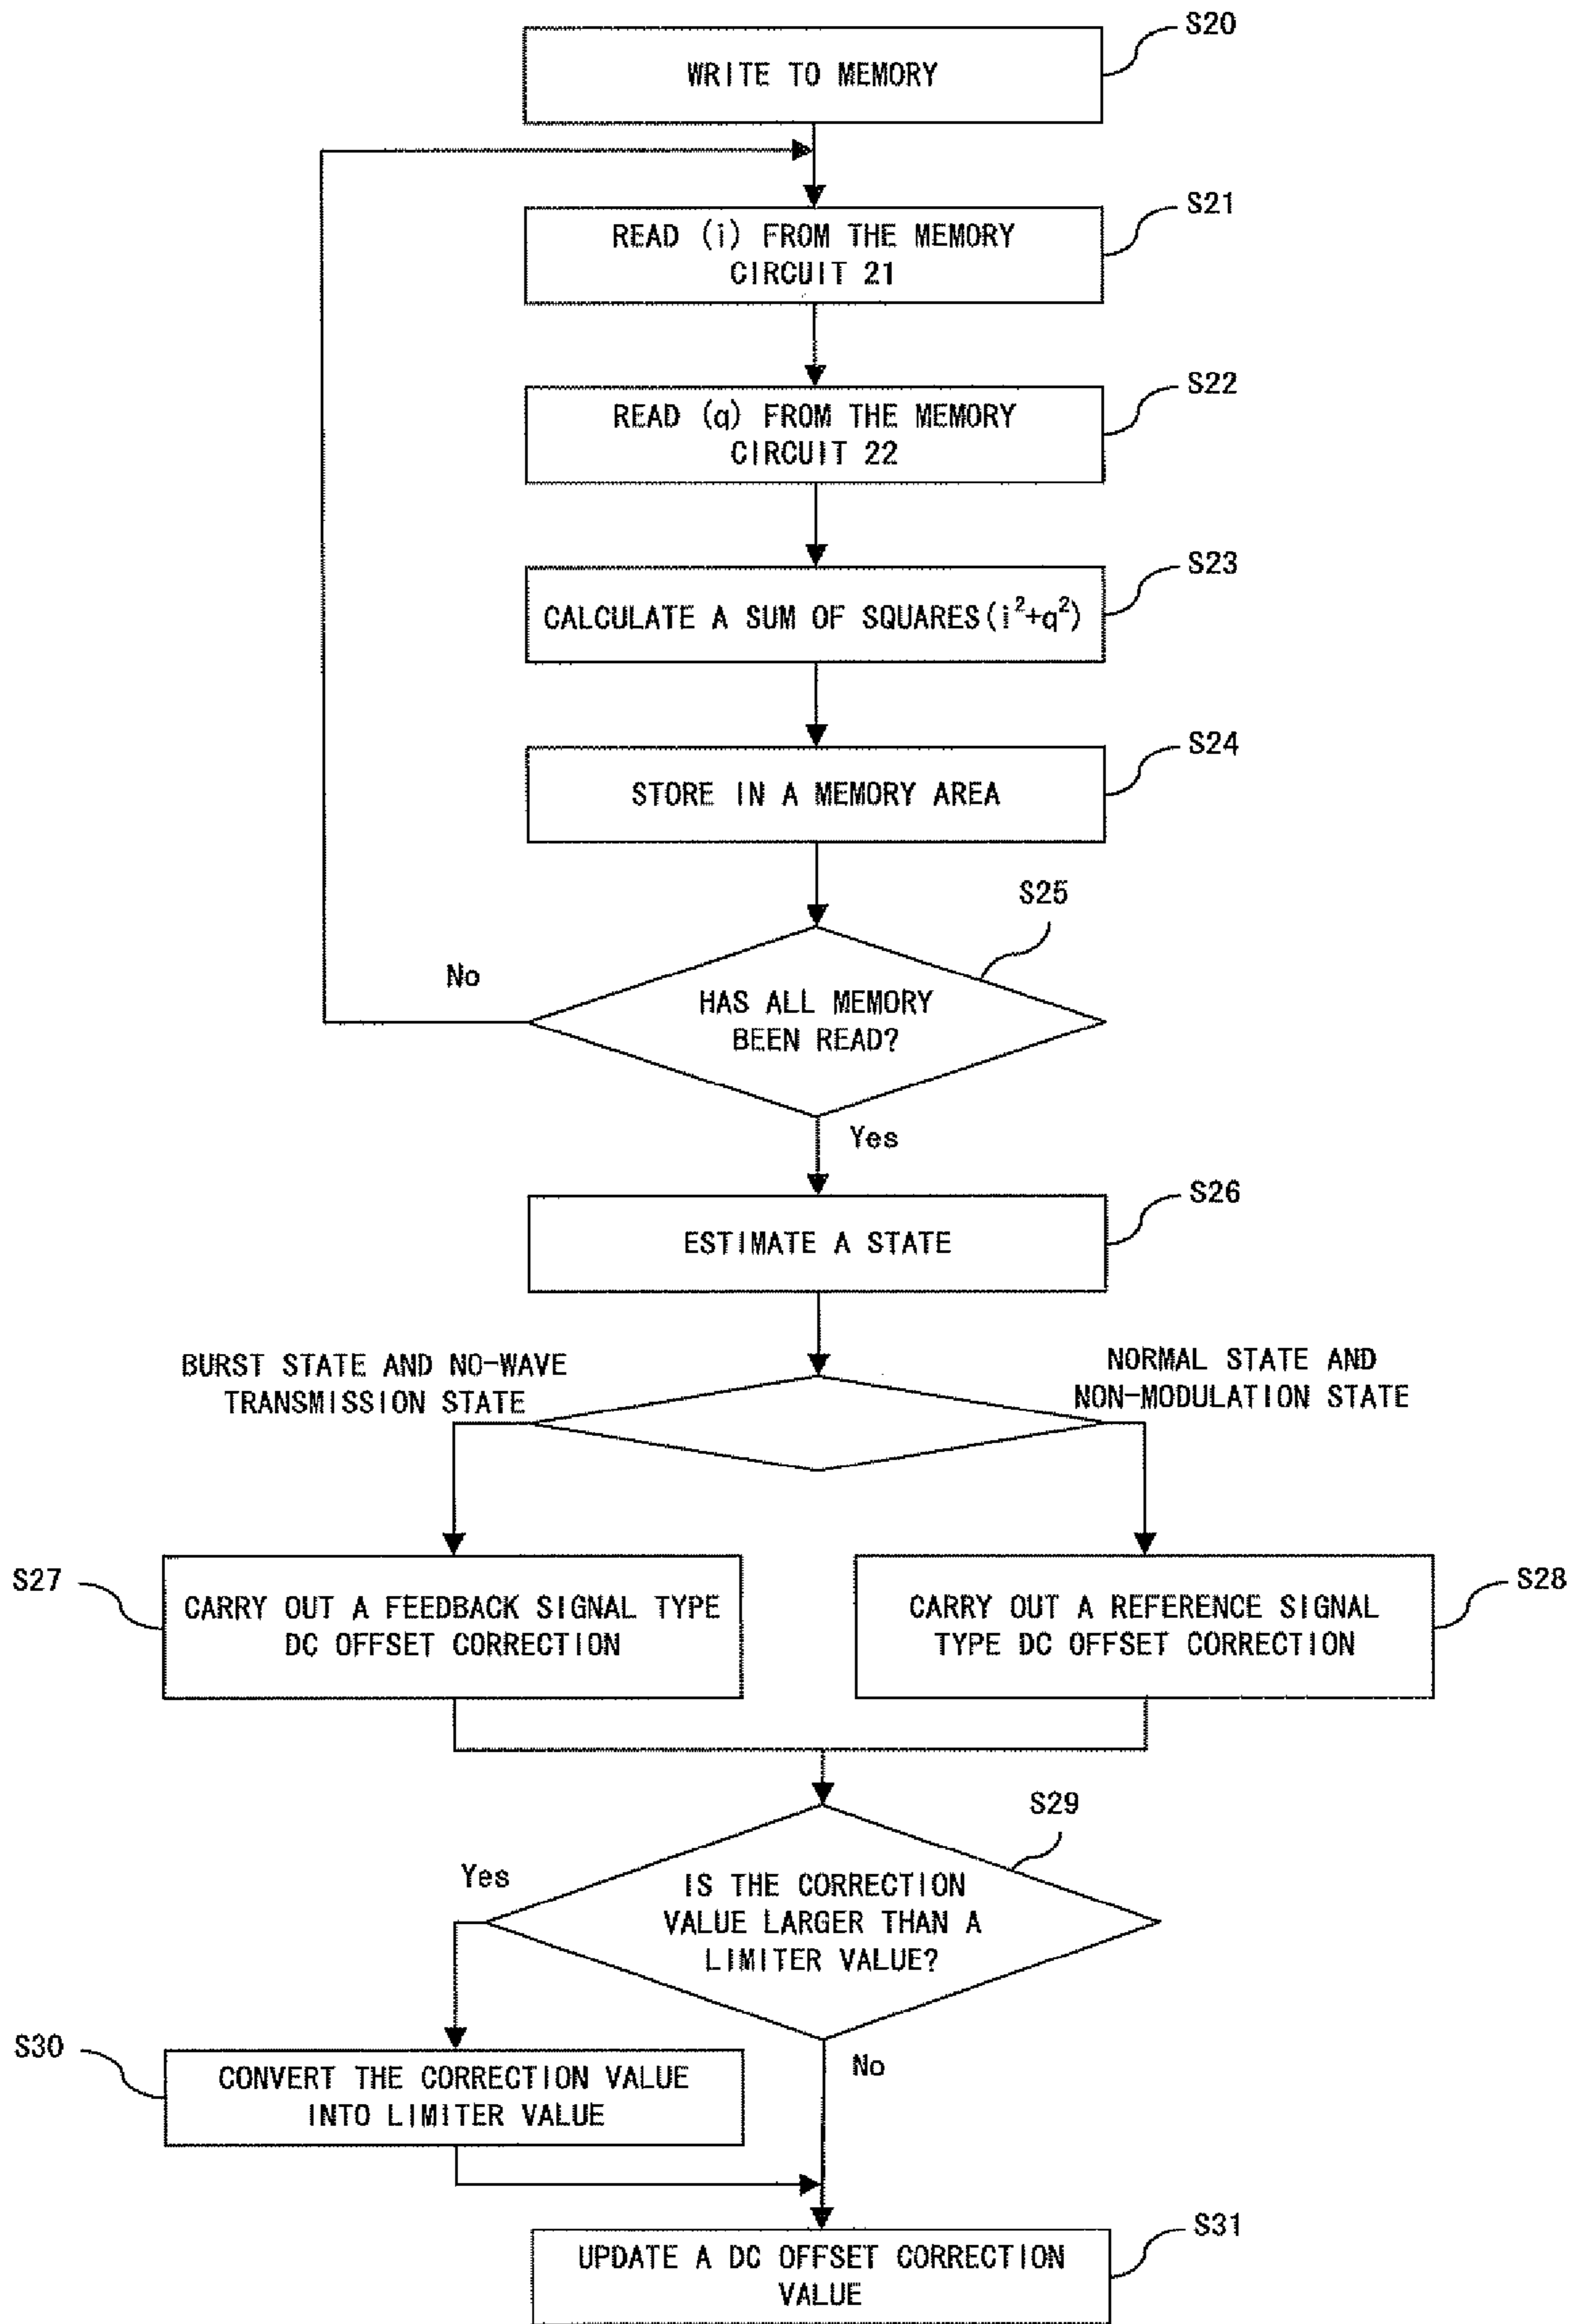 S20
WRITE TO MEMORY
S21
READ (i) FROM THE MEMORY
CIRCUIT 21
S22
READ (q) FROM THE MEMORY
CIRCUIT 22
S23
CALCULATE A SUM OF SQUARES(i²+q²)
S24
STORE IN A MEMORY AREA
S25
No
HAS ALL MEMORY
BEEN READ?
Yes
S26
ESTIMATE A STATE
BURST STATE AND NO-WAVE
TRANSMISSION STATE
NORMAL STATE AND
NON-MODULATION STATE
S27
CARRY OUT A FEEDBACK SIGNAL TYPE
DC OFFSET CORRECTION
S28
CARRY OUT A REFERENCE SIGNAL
TYPE DC OFFSET CORRECTION
S29
Yes
IS THE CORRECTION
VALUE LARGER THAN A
LIMITER VALUE?
S30
CONVERT THE CORRECTION VALUE
INTO LIMITER VALUE
No
S31
UPDATE A DC OFFSET CORRECTION
VALUE